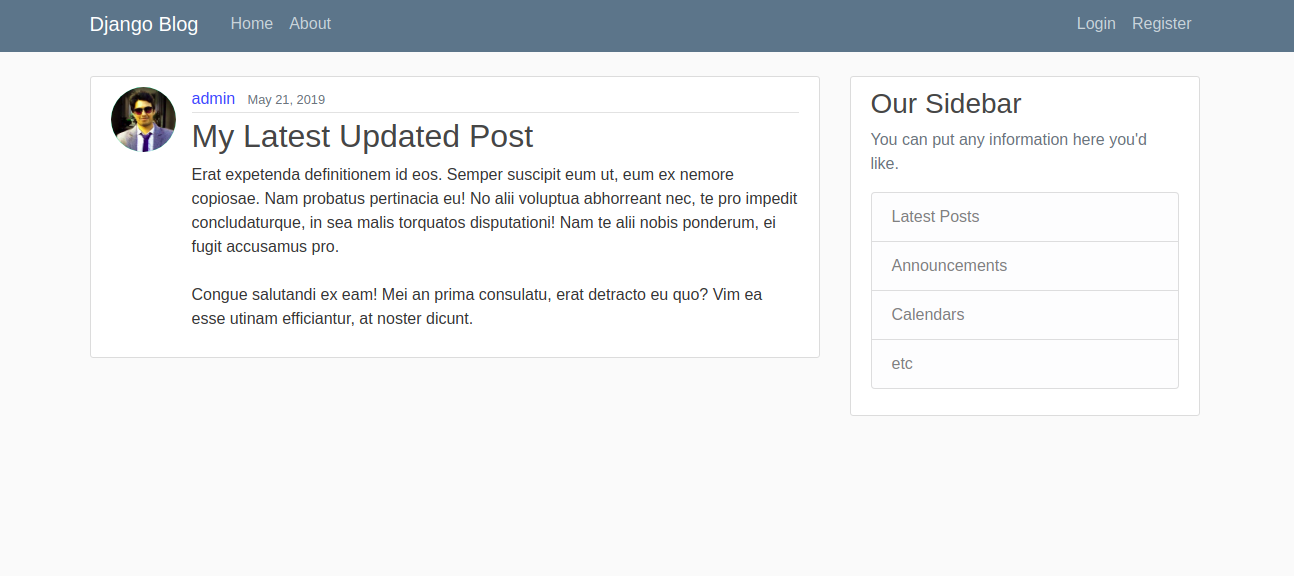 Django Blog Home About Login Register
admin May 21, 2019
My Latest Updated Post
Erat expetenda definitionem id eos. Semper suscipit eum ut, eum ex nemore
copiosae. Nam probatus pertinacia eu! No alii voluptua abhorreant nec, te pro impedit
concludaturque, in sea malis torquatos disputationi! Nam te alii nobis ponderum, ei
fugit accusamus pro.
Congue salutandi ex eam! Mei an prima consulatu, erat detracto eu quo? Vim ea
esse utinam efficiantur, at noster dicunt.
Our Sidebar
You can put any information here you'd
like.
Latest Posts
Announcements
Calendars
etc